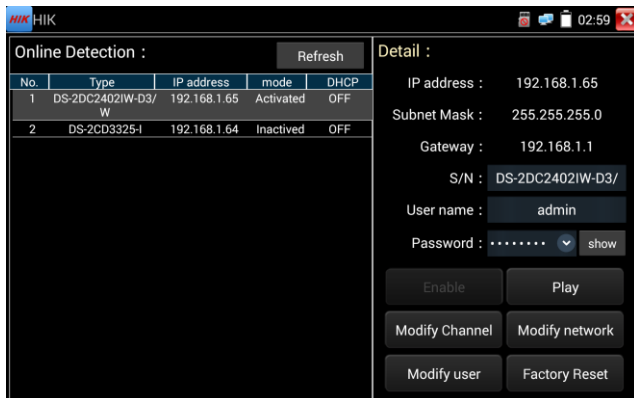 HIK HIK 02:59
Online Detection :
Refresh
No. Type IP address mode DHCP
1 DS-2DC2402IW-D3/ 192.168.1.65 Activated OFF
W
2 DS-2CD3325-I 192.168.1.64 Inactived OFF
Detail :
IP address : 192.168.1.65
Subnet Mask : 255.255.255.0
Gateway : 192.168.1.1
S/N : DS-2DC2402IW-D3/
User name : admin
Password : •••••••• show
Enable Play
Modify Channel Modify network
Modify user Factory Reset